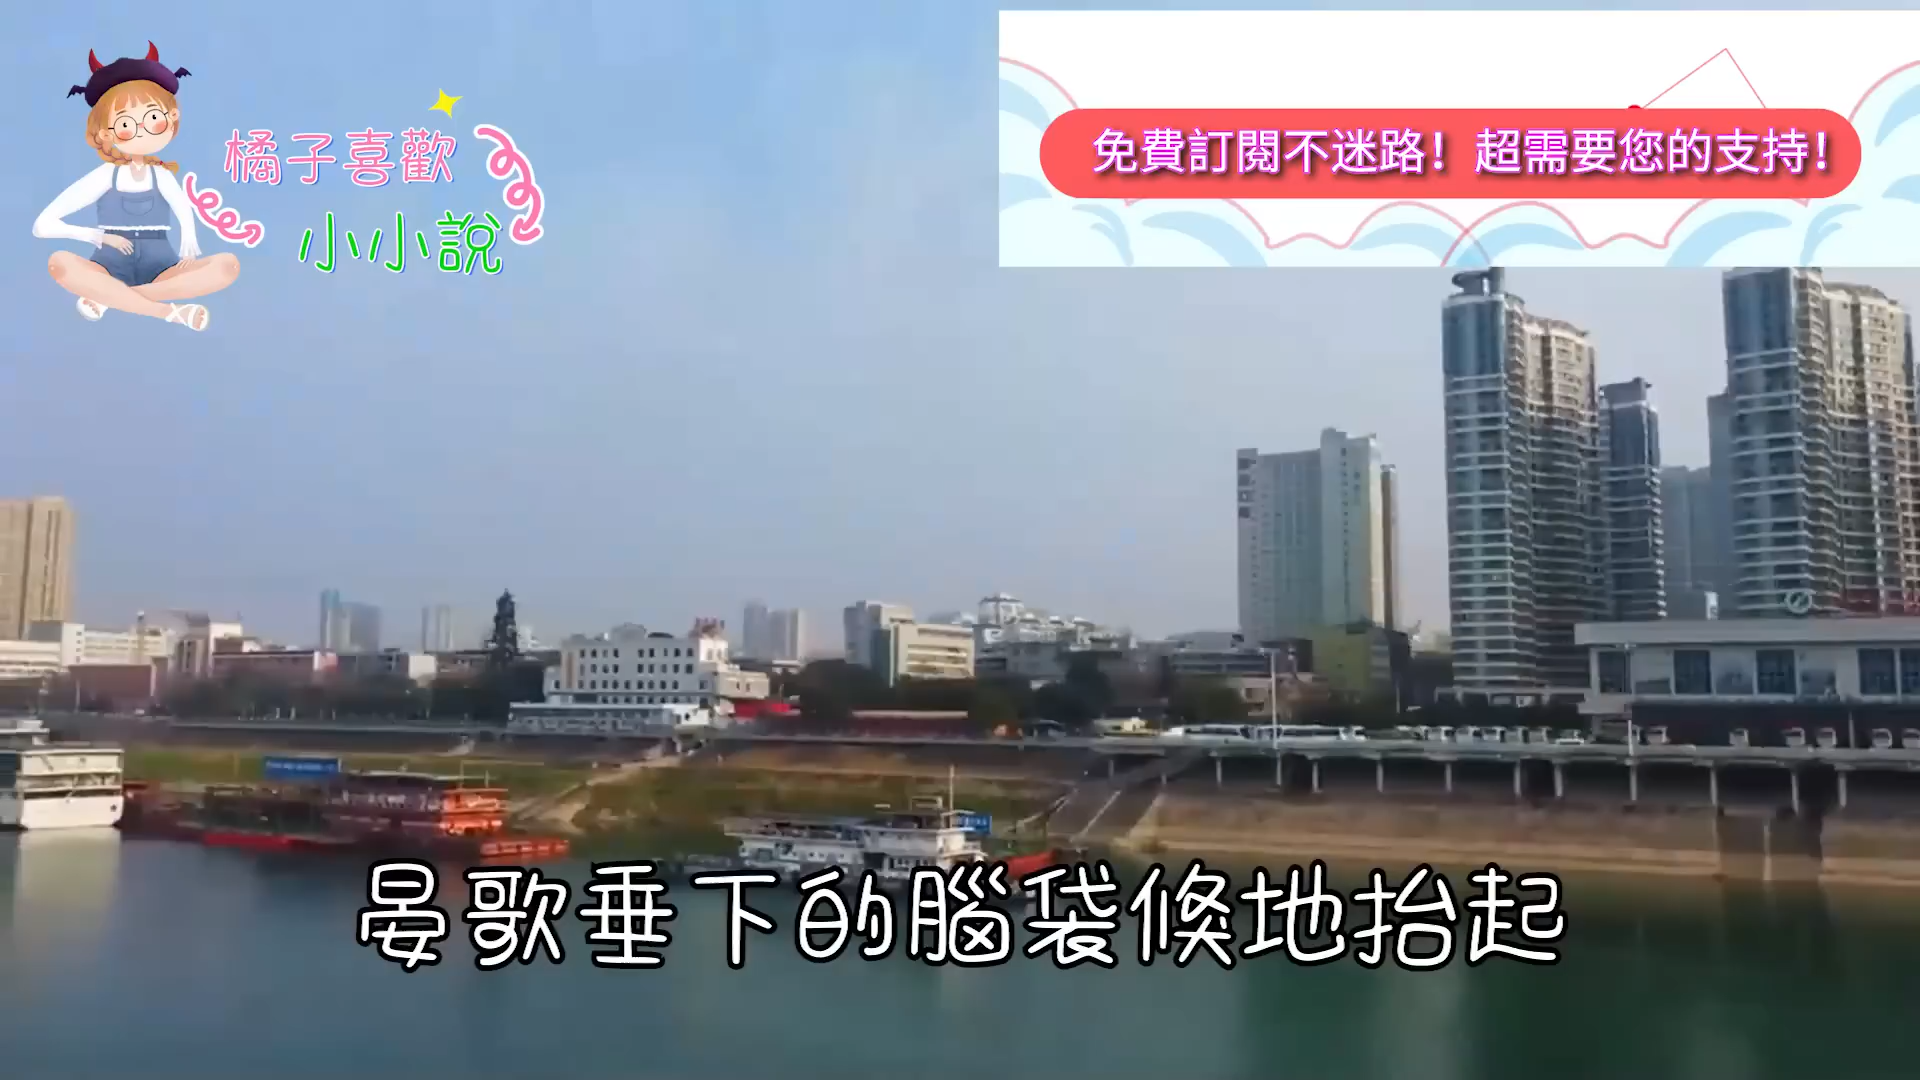 橘子喜歡
小小說
免費訂閱不迷路！超需要您的支持！
晏歌垂下的腦袋倏地抬起